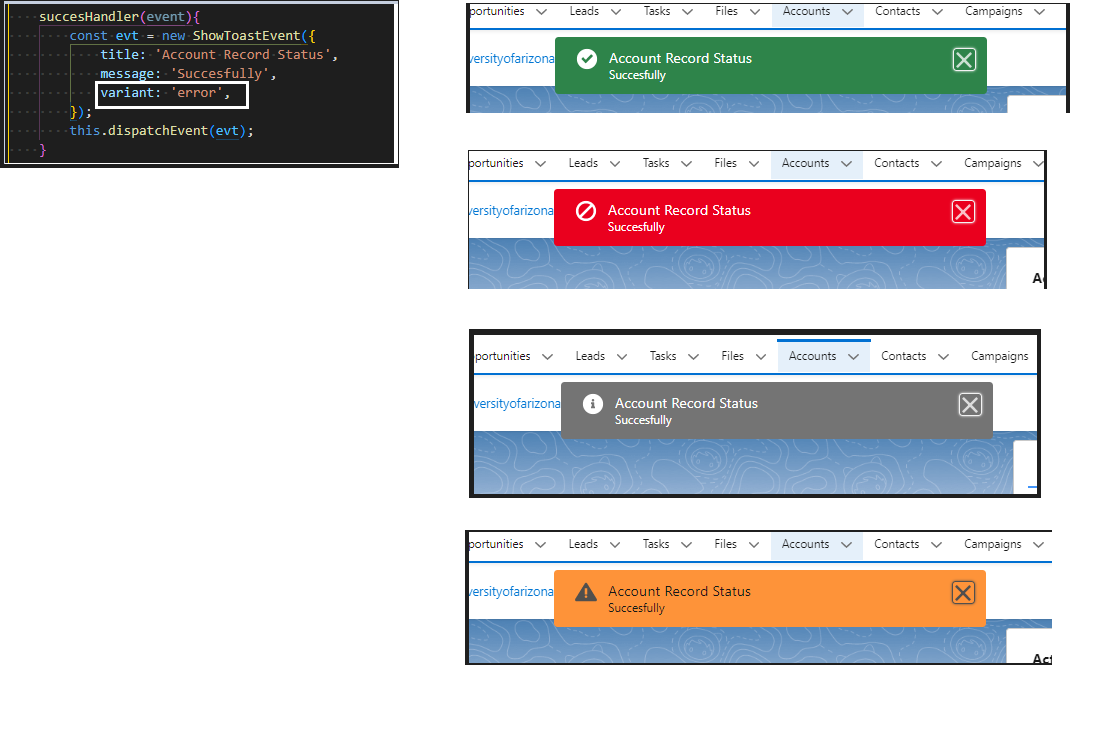 succesHandler(event){
const evt = new ShowToastEvent({
title: 'Account Record Status',
message: 'Succesfully',
variant: 'error',
});
this.dispatchEvent(evt);
}
portunities Leads Tasks Files Accounts Contacts Campaigns
versityofarizona
Account Record Status
Succesfully
portunities Leads Tasks Files Accounts Contacts Campaigns
versityofarizona
Account Record Status
Succesfully
Ac
portunities Leads Tasks Files Accounts Contacts Campaigns
versityofarizona
Account Record Status
Succesfully
portunities Leads Tasks Files Accounts Contacts Campaigns
versityofarizona
Account Record Status
Succesfully
Act